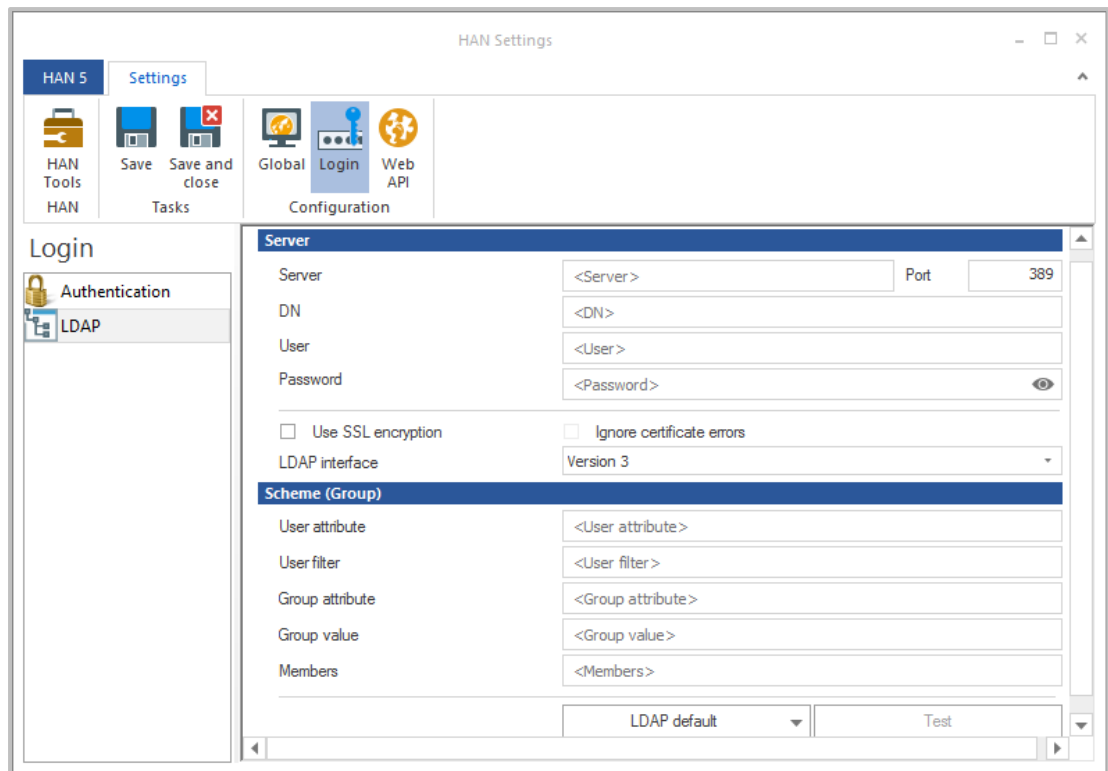 HAN Settings
HAN 5 Settings
HAN Tools
Save
Save and close
Global
Login
Web API
HAN
Tasks
Configuration
Login
Authentication
LDAP
Server
Server <Server> Port 389
DN <DN>
User <User>
Password <Password>
Use SSL encryption Ignore certificate errors
LDAP interface Version 3
Scheme (Group)
User attribute <User attribute>
User filter <User filter>
Group attribute <Group attribute>
Group value <Group value>
Members <Members>
LDAP default Test